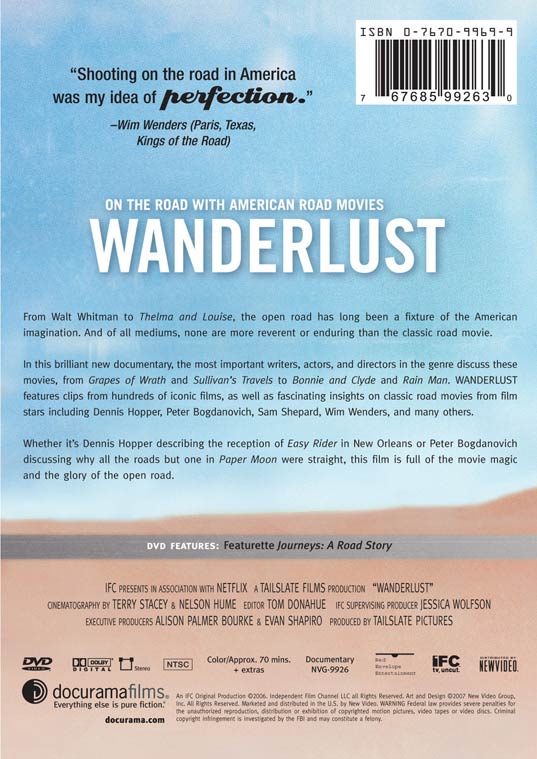 ISBN 0-7670-9969-9
7 67685 99263 0
“Shooting on the road in America
was my idea of perfection.”
–Wim Wenders (Paris, Texas,
Kings of the Road)
ON THE ROAD WITH AMERICAN ROAD MOVIES
WANDERLUST
From Walt Whitman to Thelma and Louise, the open road has long been a fixture of the American
imagination. And of all mediums, none are more reverent or enduring than the classic road movie.
In this brilliant new documentary, the most important writers, actors, and directors in the genre discuss these
movies, from Grapes of Wrath and Sullivan’s Travels to Bonnie and Clyde and Rain Man. WANDERLUST
features clips from hundreds of iconic films, as well as fascinating insights on classic road movies from film
stars including Dennis Hopper, Peter Bogdanovich, Sam Shepard, Wim Wenders, and many others.
Whether it’s Dennis Hopper describing the reception of Easy Rider in New Orleans or Peter Bogdanovich
discussing why all the roads but one in Paper Moon were straight, this film is full of the movie magic
and the glory of the open road.
DVD FEATURES: Featurette Journeys: A Road Story
IFC PRESENTS IN ASSOCIATION WITH NETFLIX A TAILSLATE FILMS PRODUCTION “WANDERLUST”
CINEMATOGRAPHY BY TERRY STACEY & NELSON HUME EDITOR TOM DONAHUE IFC SUPERVISING PRODUCER JESSICA WOLFSON
EXECUTIVE PRODUCERS ALISON PALMER BOURKE & EVAN SHAPIRO PRODUCED BY TAILSLATE PICTURES
DVD VIDEO
DOLBY DIGITAL
Stereo
NTSC
Color/Approx. 70 mins.
+ extras
Documentary
NVG-9926
Red
Envelope
Entertainment
IFC
tv, uncut.
DISTRIBUTED BY
NEWVIDEO.
docuramafilms®
Everything else is pure fiction.™
docurama.com
An IFC Original Production ©2006. Independent Film Channel LLC all Rights Reserved. Art and Design ©2007 New Video Group,
Inc. All Rights Reserved. Marketed and distributed in the U.S. by New Video. WARNING Federal law provides severe penalties for
the unauthorized reproduction, distribution or exhibition of copyrighted motion pictures, video tapes or video discs. Criminal
copyright infringement is investigated by the FBI and may constitute a felony.